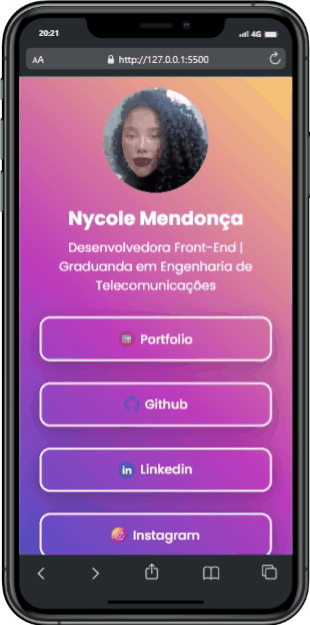 20:21
4G
AA
http://127.0.0.1:5500
Nycole Mendonça
Desenvolvedora Front-End |
Graduanda em Engenharia de
Telecomunicações
Portfolio
Github
in Linkedin
Instagram